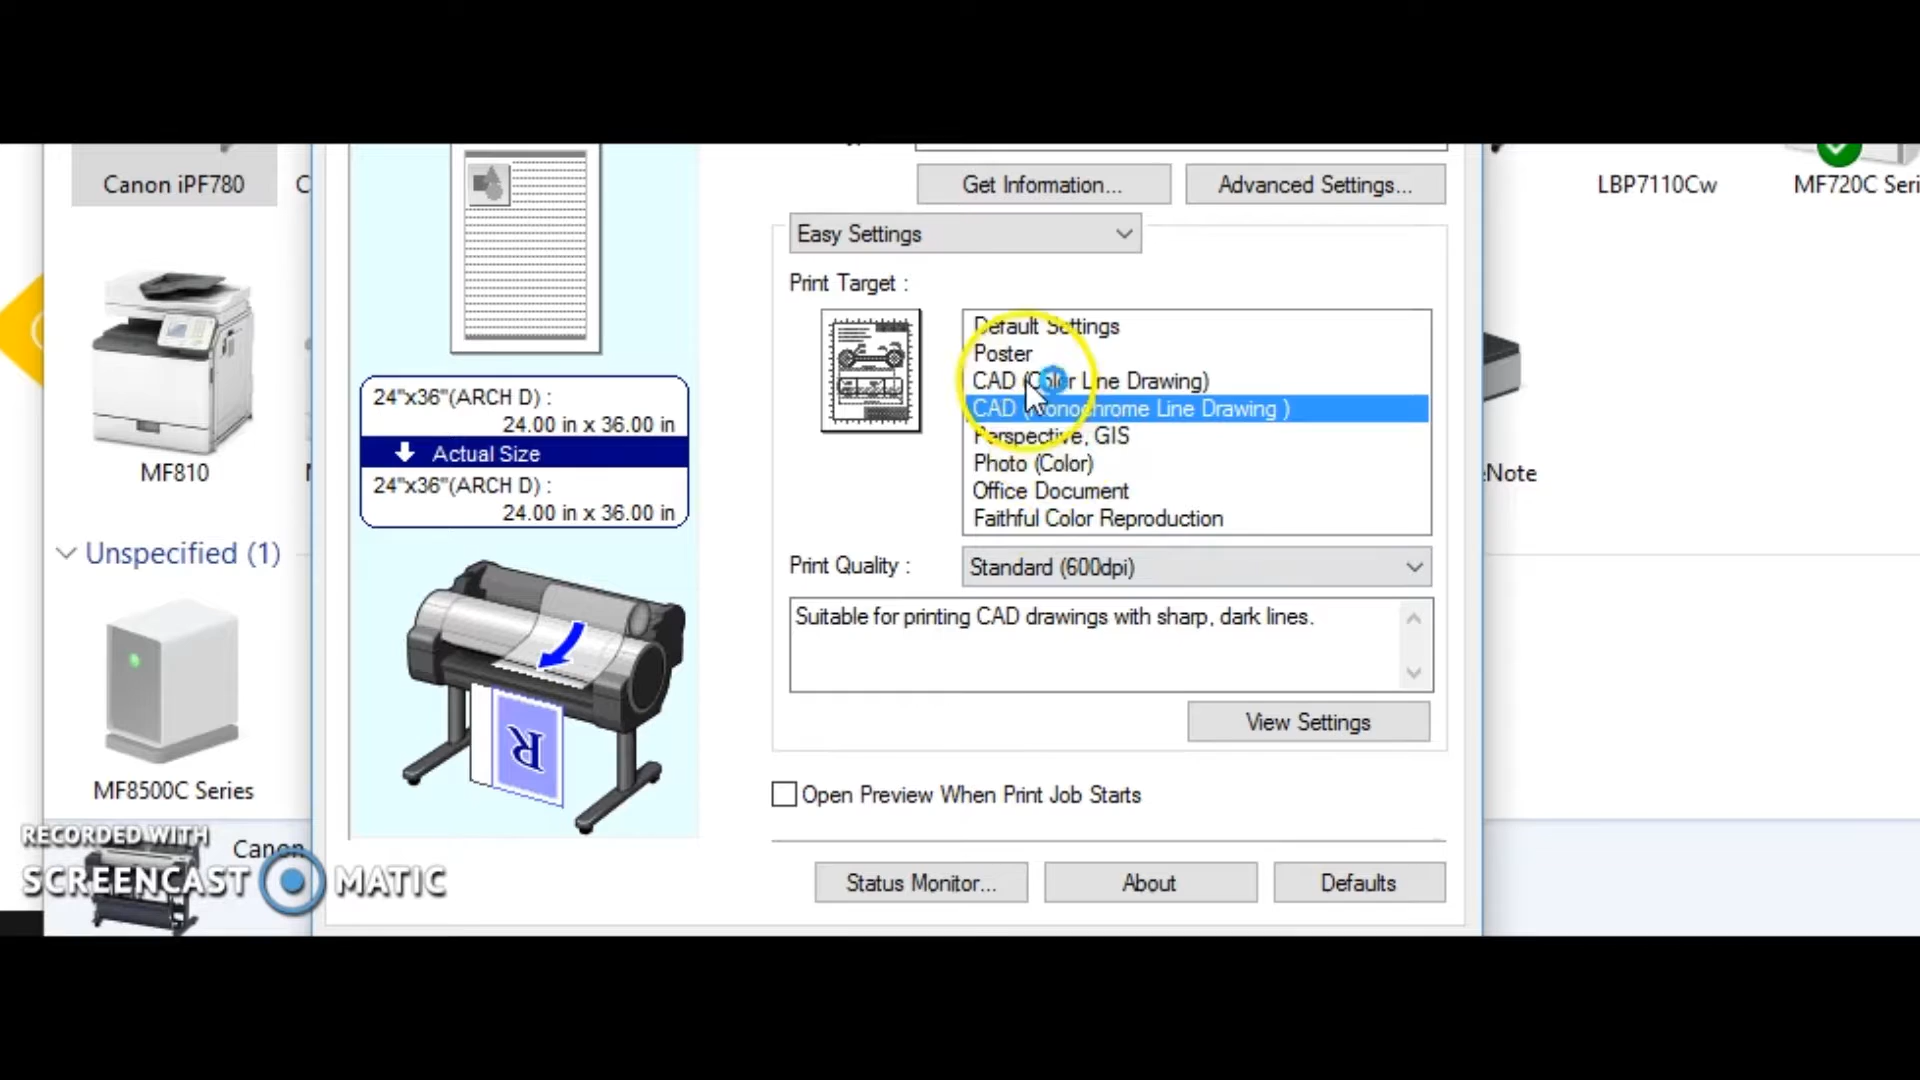 Canon iPF780
C
LBP7110Cw
MF720C Seri
Get Information...
Advanced Settings...
Easy Settings
Print Target :
Default Settings
Poster
CAD (Color Line Drawing)
CAD (Monochrome Line Drawing )
Perspective, GIS
Photo (Color)
Office Document
Faithful Color Reproduction
24"x36"(ARCH D) :
24.00 in x 36.00 in
Actual Size
24"x36"(ARCH D) :
24.00 in x 36.00 in
MF810
eNote
Unspecified (1)
Print Quality :
Standard (600dpi)
Suitable for printing CAD drawings with sharp, dark lines.
View Settings
R
MF8500C Series
Open Preview When Print Job Starts
Canon
Status Monitor...
About
Defaults
RECORDED WITH
SCREENCAST MATIC